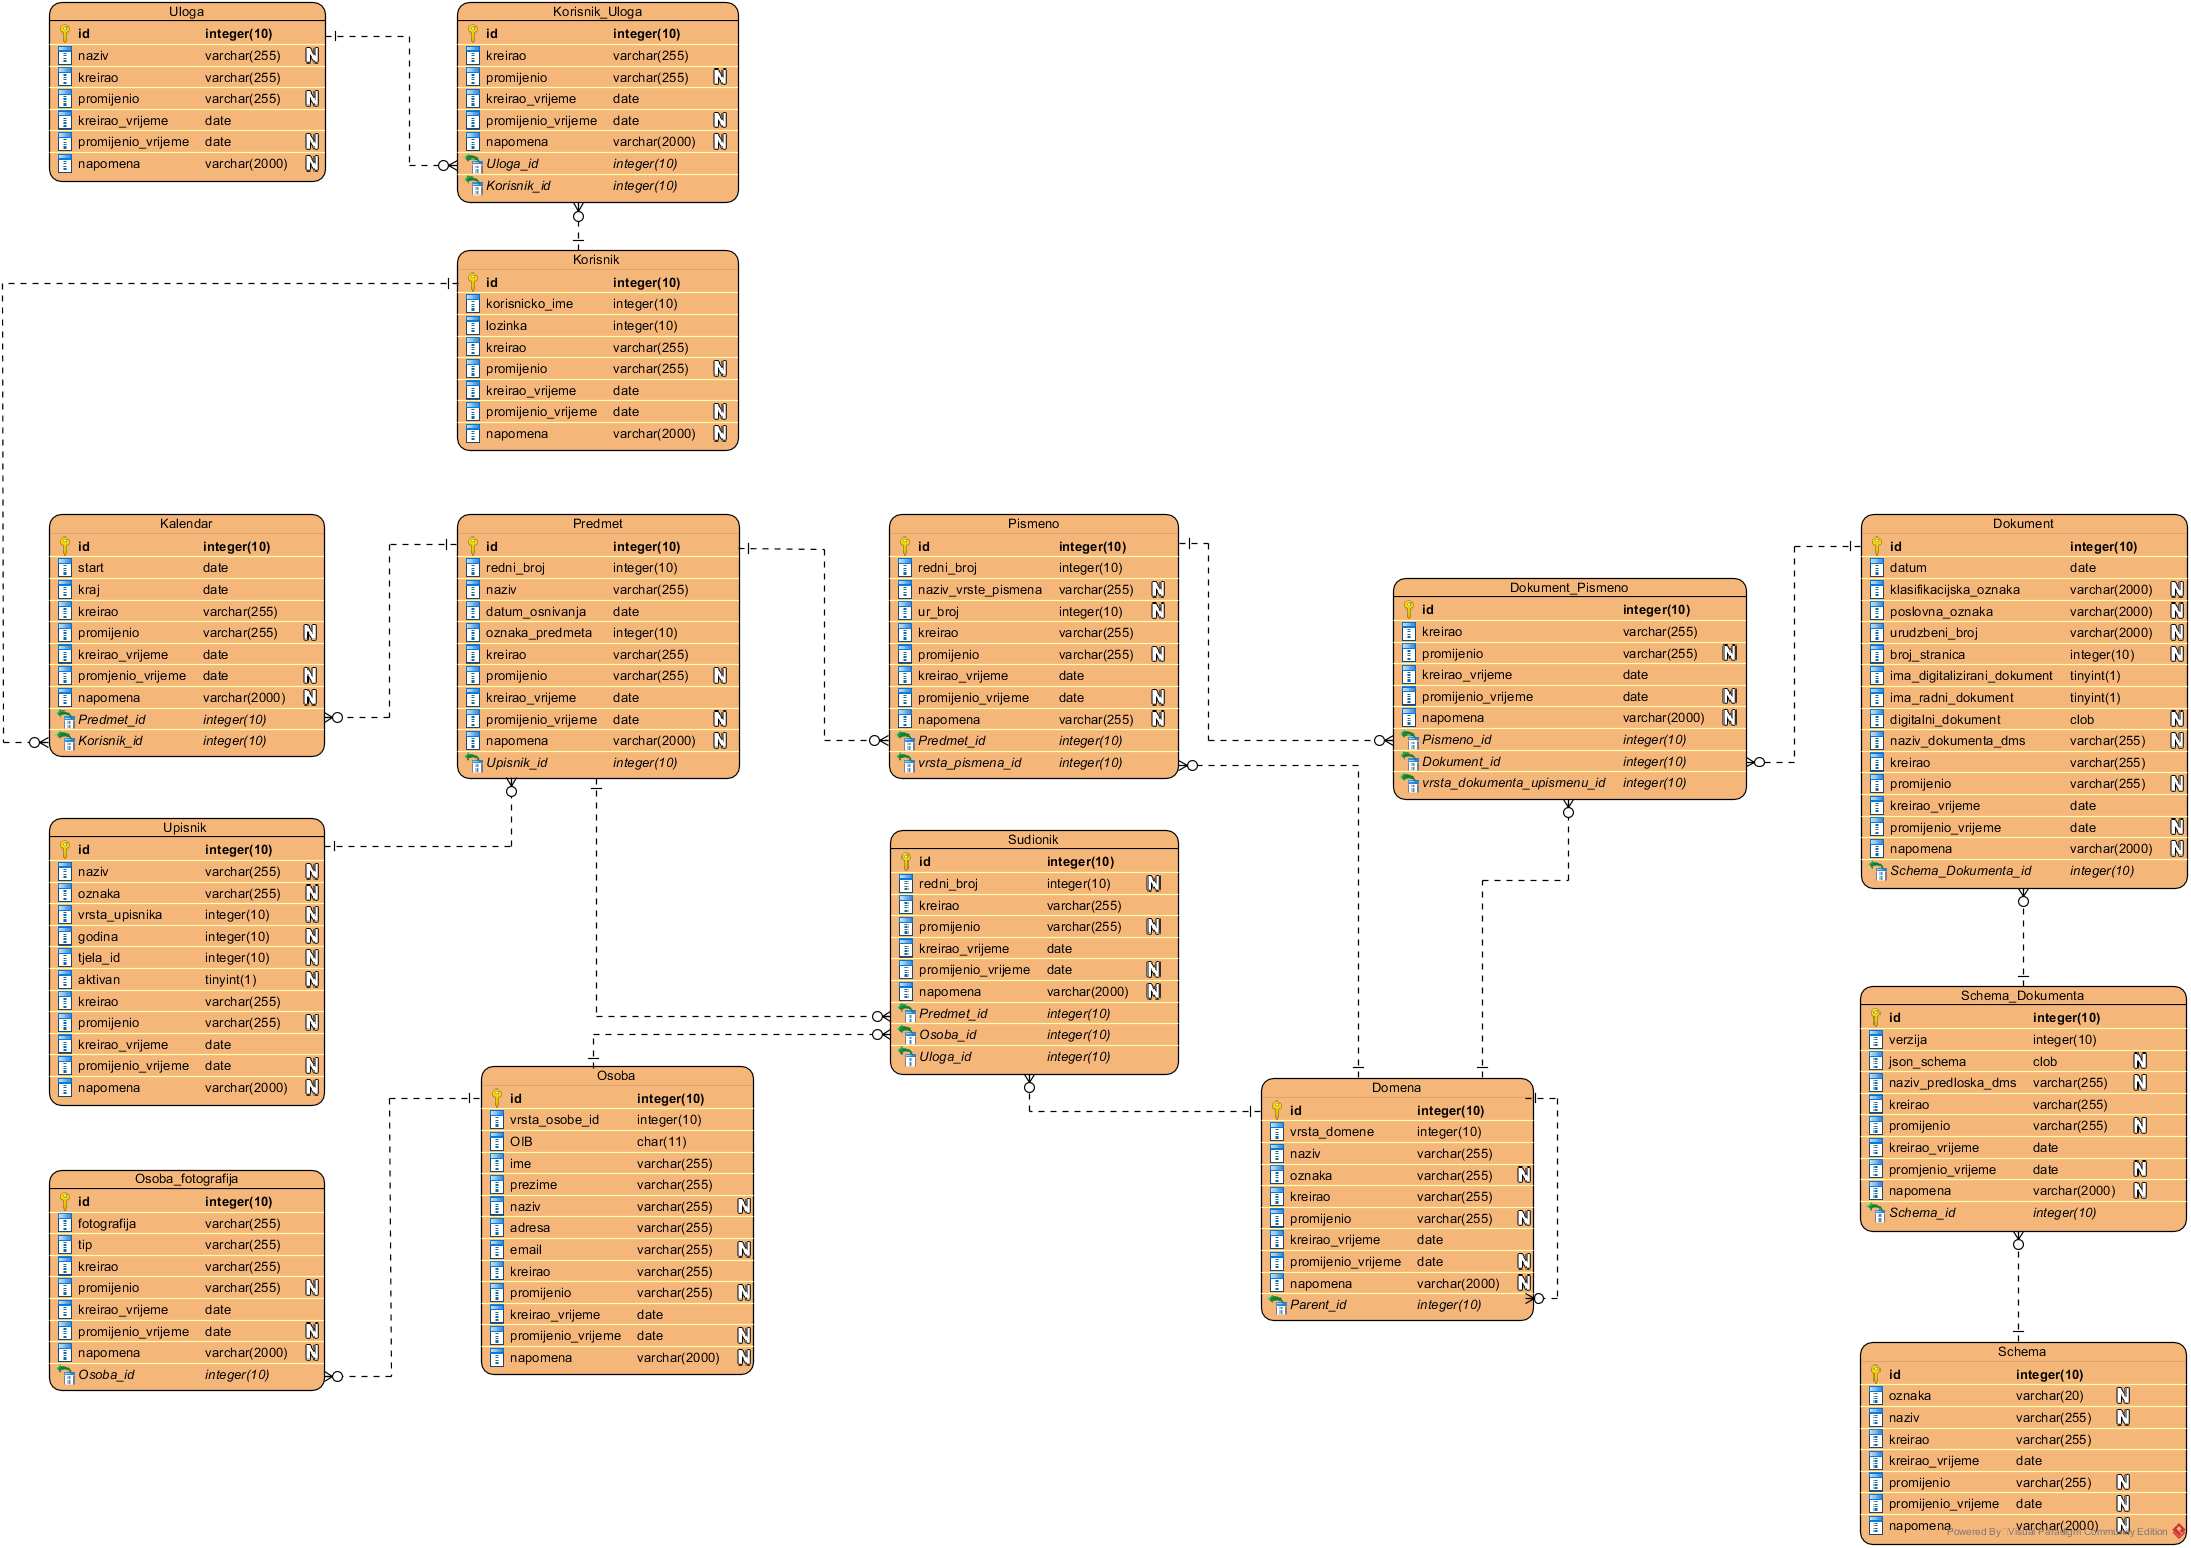 Uloga
id integer(10)
naziv varchar(255) N
kreirao varchar(255)
promijenio varchar(255) N
kreirao_vrijeme date
promijenio_vrijeme date N
napomena varchar(2000) N
Korisnik_Uloga
id integer(10)
kreirao varchar(255)
promijenio varchar(255) N
kreirao_vrijeme date
promijenio_vrijeme date N
napomena varchar(2000) N
Uloga_id integer(10)
Korisnik_id integer(10)
Korisnik
id integer(10)
korisnicko_ime integer(10)
lozinka integer(10)
kreirao varchar(255)
promijenio varchar(255) N
kreirao_vrijeme date
promijenio_vrijeme date N
napomena varchar(2000) N
Kalendar
id integer(10)
start date
kraj date
kreirao varchar(255)
promijenio varchar(255) N
kreirao_vrijeme date
promjenio_vrijeme date N
napomena varchar(2000) N
Predmet_id integer(10)
Korisnik_id integer(10)
Predmet
id integer(10)
redni_broj integer(10)
naziv varchar(255)
datum_osnivanja date
oznaka_predmeta integer(10)
kreirao varchar(255)
promijenio varchar(255) N
kreirao_vrijeme date
promijenio_vrijeme date N
napomena varchar(2000) N
Upisnik_id integer(10)
Pismeno
id integer(10)
redni_broj integer(10)
naziv_vrste_pismena varchar(255) N
ur_broj integer(10) N
kreirao varchar(255)
promijenio varchar(255) N
kreirao_vrijeme date
promijenio_vrijeme date N
napomena varchar(255) N
Predmet_id integer(10)
vrsta_pismena_id integer(10)
Dokument_Pismeno
id integer(10)
kreirao varchar(255)
promijenio varchar(255) N
kreirao_vrijeme date
promijenio_vrijeme date N
napomena varchar(2000) N
Pismeno_id integer(10)
Dokument_id integer(10)
vrsta_dokumenta_upismenu_id integer(10)
Dokument
id integer(10)
datum date
klasifikacijska_oznaka varchar(2000) N
poslovna_oznaka varchar(2000) N
urudzbeni_broj varchar(2000) N
broj_stranica integer(10) N
ima_digitalizirani_dokument tinyint(1)
ima_radni_dokument tinyint(1)
digitalni_dokument clob N
naziv_dokumenta_dms varchar(255) N
kreirao varchar(255)
promijenio varchar(255) N
kreirao_vrijeme date
promijenio_vrijeme date N
napomena varchar(2000) N
Schema_Dokumenta_id integer(10)
Upisnik
id integer(10)
naziv varchar(255) N
oznaka varchar(255) N
vrsta_upisnika integer(10) N
godina integer(10) N
tjela_id integer(10) N
aktivan tinyint(1) N
kreirao varchar(255)
promijenio varchar(255) N
kreirao_vrijeme date
promijenio_vrijeme date N
napomena varchar(2000) N
Sudionik
id integer(10)
redni_broj integer(10) N
kreirao varchar(255)
promijenio varchar(255) N
kreirao_vrijeme date
promijenio_vrijeme date N
napomena varchar(2000) N
Predmet_id integer(10)
Osoba_id integer(10)
Uloga_id integer(10)
Osoba_fotografija
id integer(10)
fotografija varchar(255)
tip varchar(255)
kreirao varchar(255)
promijenio varchar(255) N
kreirao_vrijeme date
promijenio_vrijeme date N
napomena varchar(2000) N
Osoba_id integer(10)
Osoba
id integer(10)
vrsta_osobe_id integer(10)
OIB char(11)
ime varchar(255)
prezime varchar(255)
naziv varchar(255) N
adresa varchar(255)
email varchar(255) N
kreirao varchar(255)
promijenio varchar(255) N
kreirao_vrijeme date
promijenio_vrijeme date N
napomena varchar(2000) N
Domena
id integer(10)
vrsta_domene integer(10)
naziv varchar(255)
oznaka varchar(255) N
kreirao varchar(255)
promijenio varchar(255) N
kreirao_vrijeme date
promijenio_vrijeme date N
napomena varchar(2000) N
Parent_id integer(10)
Schema_Dokumenta
id integer(10)
verzija integer(10)
json_schema clob N
naziv_predloska_dms varchar(255) N
kreirao varchar(255)
promijenio varchar(255) N
kreirao_vrijeme date
promjenio_vrijeme date N
napomena varchar(2000) N
Schema_id integer(10)
Schema
id integer(10)
oznaka varchar(20) N
naziv varchar(255) N
kreirao varchar(255)
kreirao_vrijeme date
promijenio varchar(255) N
promijenio_vrijeme date N
napomena varchar(2000) N
Powered By Visual Paradigm Community Edition